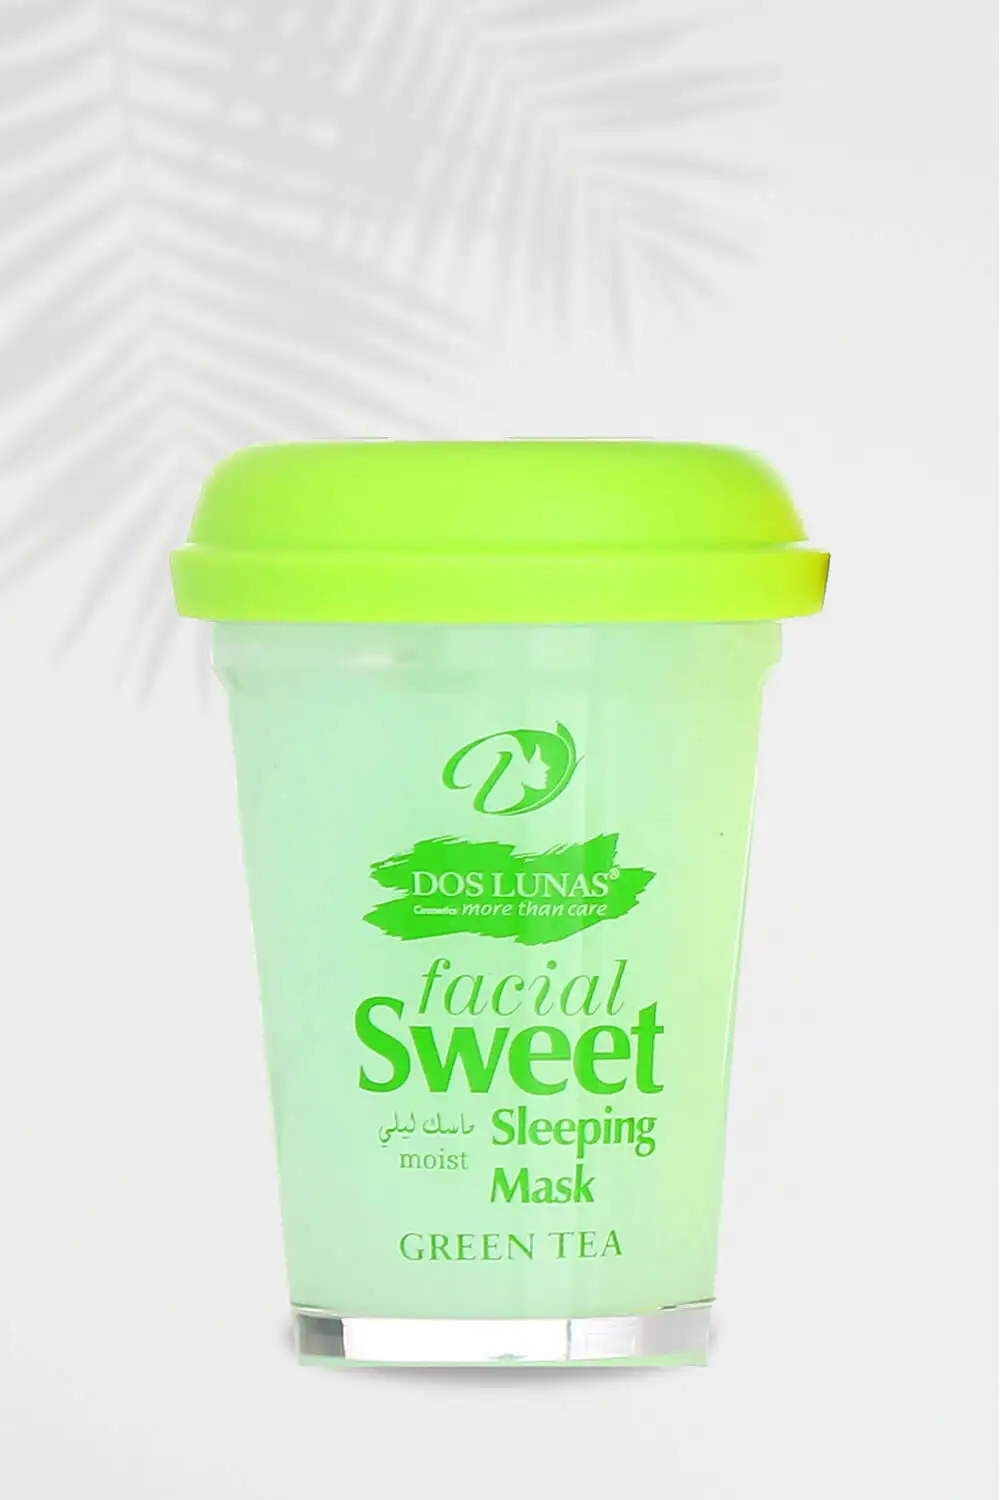 DOS LUNAS®
Cosmetics more than care
facial
Sweet
ماسك ليلي Sleeping
moist Mask
GREEN TEA